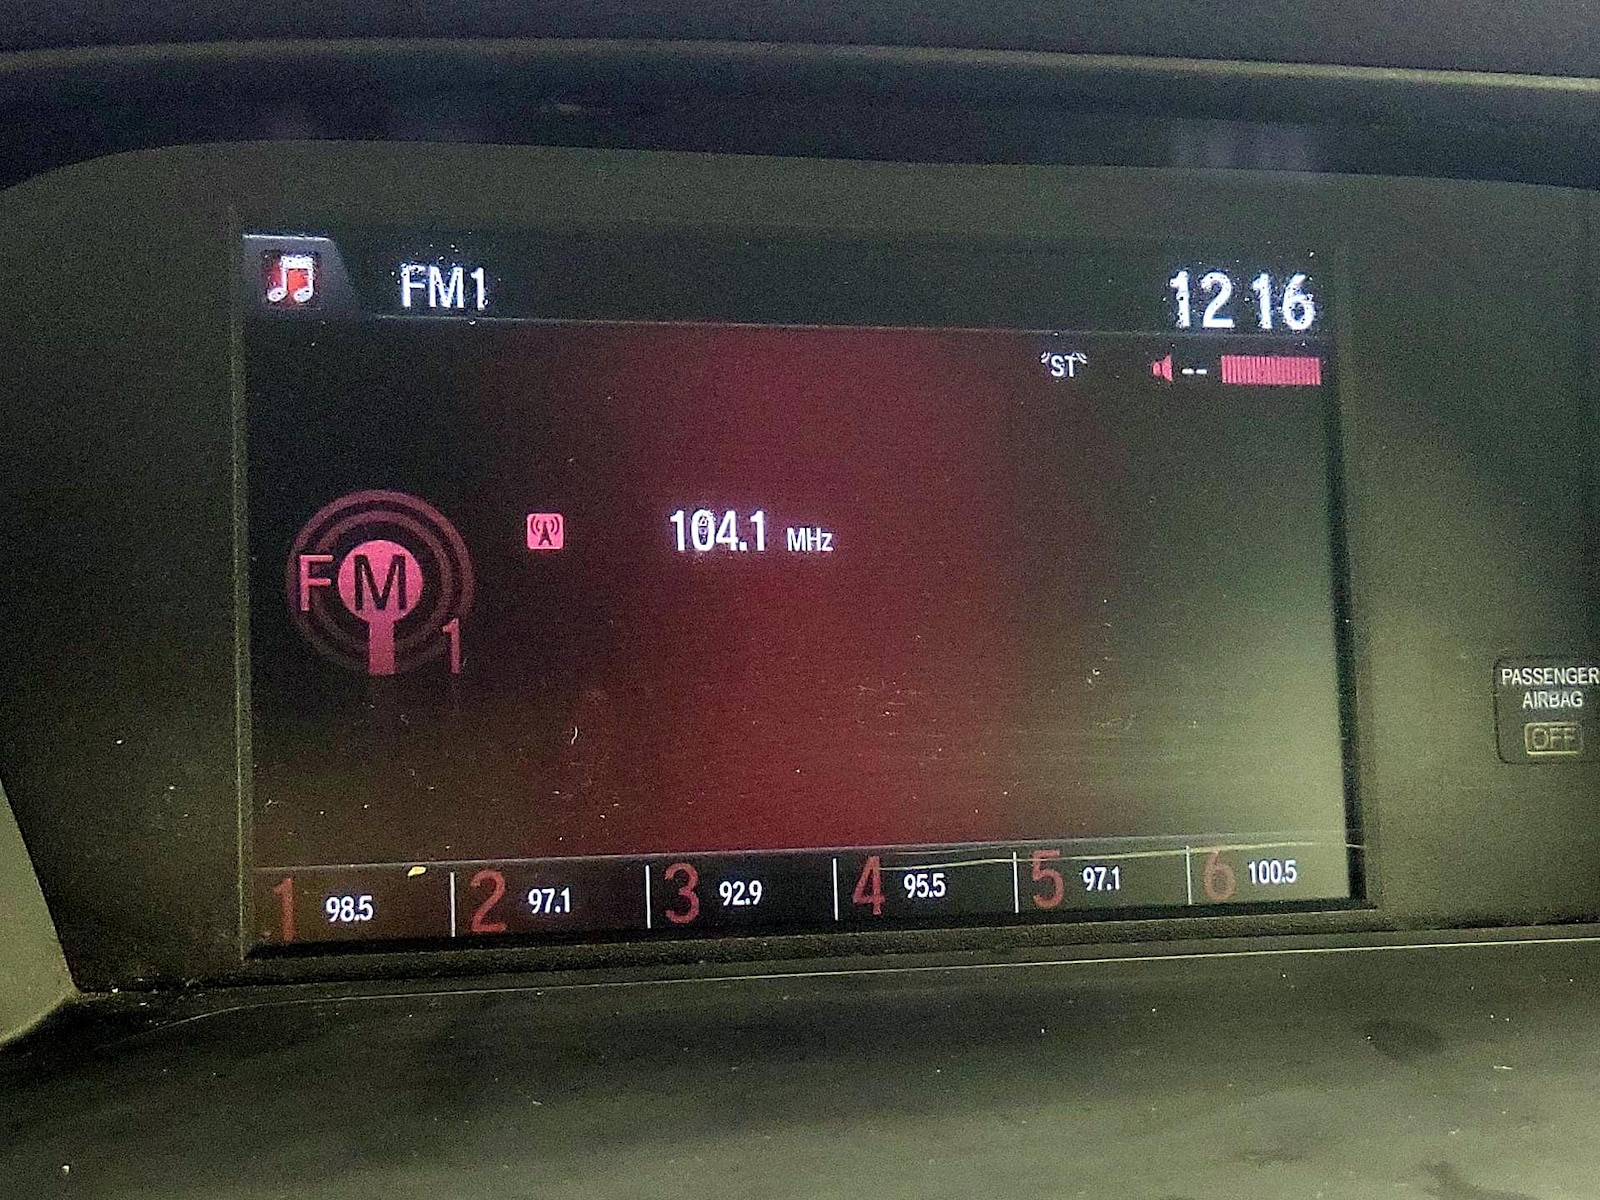 FM1
12 16
ST
--
104.1 MHz
FM
1
1 98.5 2 97.1 3 92.9 4 95.5 5 97.1 6 100.5
PASSENGER
AIRBAG
OFF